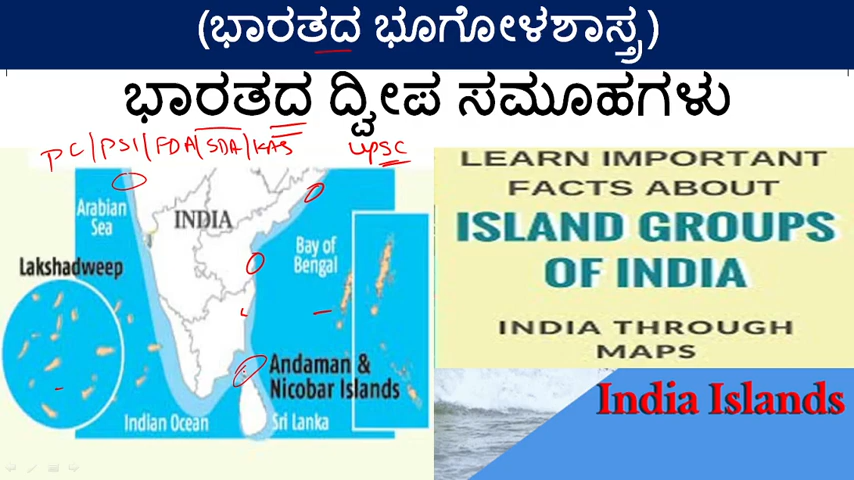 (ಭಾರತದ ಭೂಗೋಳಶಾಸ್ತ್ರ)
ಭಾರತದ ದ್ವೀಪ ಸಮೂಹಗಳು
PC/PSI/FDA/SDA/KAS UPSC
Arabian
Sea
INDIA
Bay of
Bengal
Lakshadweep
Andaman &
Nicobar Islands
Indian Ocean
Sri Lanka
LEARN IMPORTANT
FACTS ABOUT
ISLAND GROUPS
OF INDIA
INDIA THROUGH
MAPS
India Islands